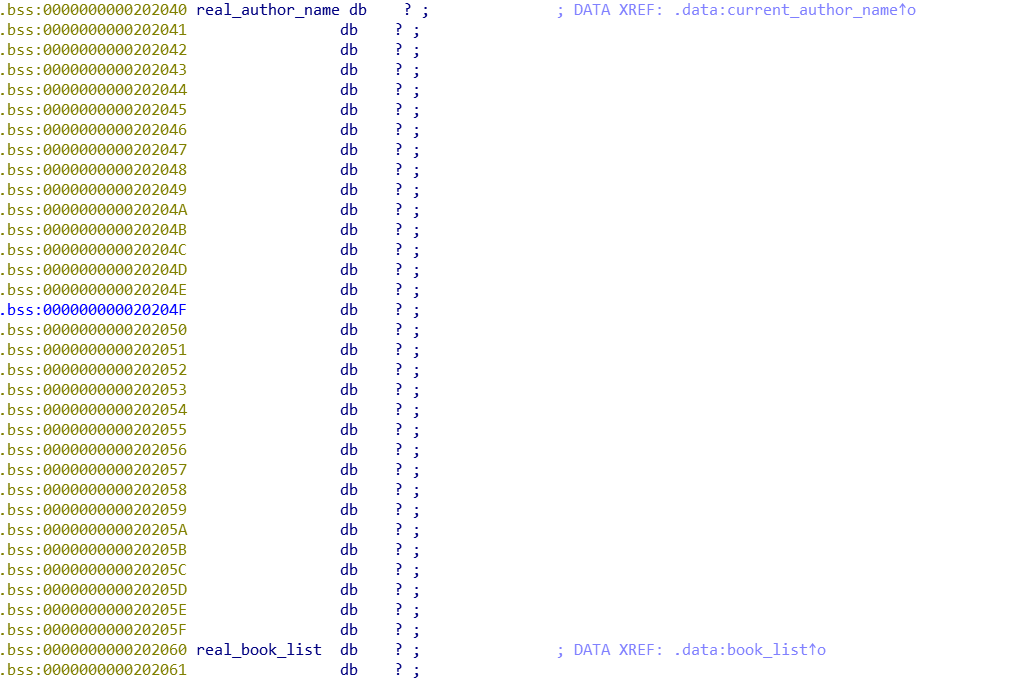 .bss:0000000000202040 real_author_name db    ? ;               ; DATA XREF: .data:current_author_name↑o
.bss:0000000000202041                 db    ? ;
.bss:0000000000202042                 db    ? ;
.bss:0000000000202043                 db    ? ;
.bss:0000000000202044                 db    ? ;
.bss:0000000000202045                 db    ? ;
.bss:0000000000202046                 db    ? ;
.bss:0000000000202047                 db    ? ;
.bss:0000000000202048                 db    ? ;
.bss:0000000000202049                 db    ? ;
.bss:000000000020204A                 db    ? ;
.bss:000000000020204B                 db    ? ;
.bss:000000000020204C                 db    ? ;
.bss:000000000020204D                 db    ? ;
.bss:000000000020204E                 db    ? ;
.bss:000000000020204F                 db    ? ;
.bss:0000000000202050                 db    ? ;
.bss:0000000000202051                 db    ? ;
.bss:0000000000202052                 db    ? ;
.bss:0000000000202053                 db    ? ;
.bss:0000000000202054                 db    ? ;
.bss:0000000000202055                 db    ? ;
.bss:0000000000202056                 db    ? ;
.bss:0000000000202057                 db    ? ;
.bss:0000000000202058                 db    ? ;
.bss:0000000000202059                 db    ? ;
.bss:000000000020205A                 db    ? ;
.bss:000000000020205B                 db    ? ;
.bss:000000000020205C                 db    ? ;
.bss:000000000020205D                 db    ? ;
.bss:000000000020205E                 db    ? ;
.bss:000000000020205F                 db    ? ;
.bss:0000000000202060 real_book_list  db    ? ;               ; DATA XREF: .data:book_list↑o
.bss:0000000000202061                 db    ? ;